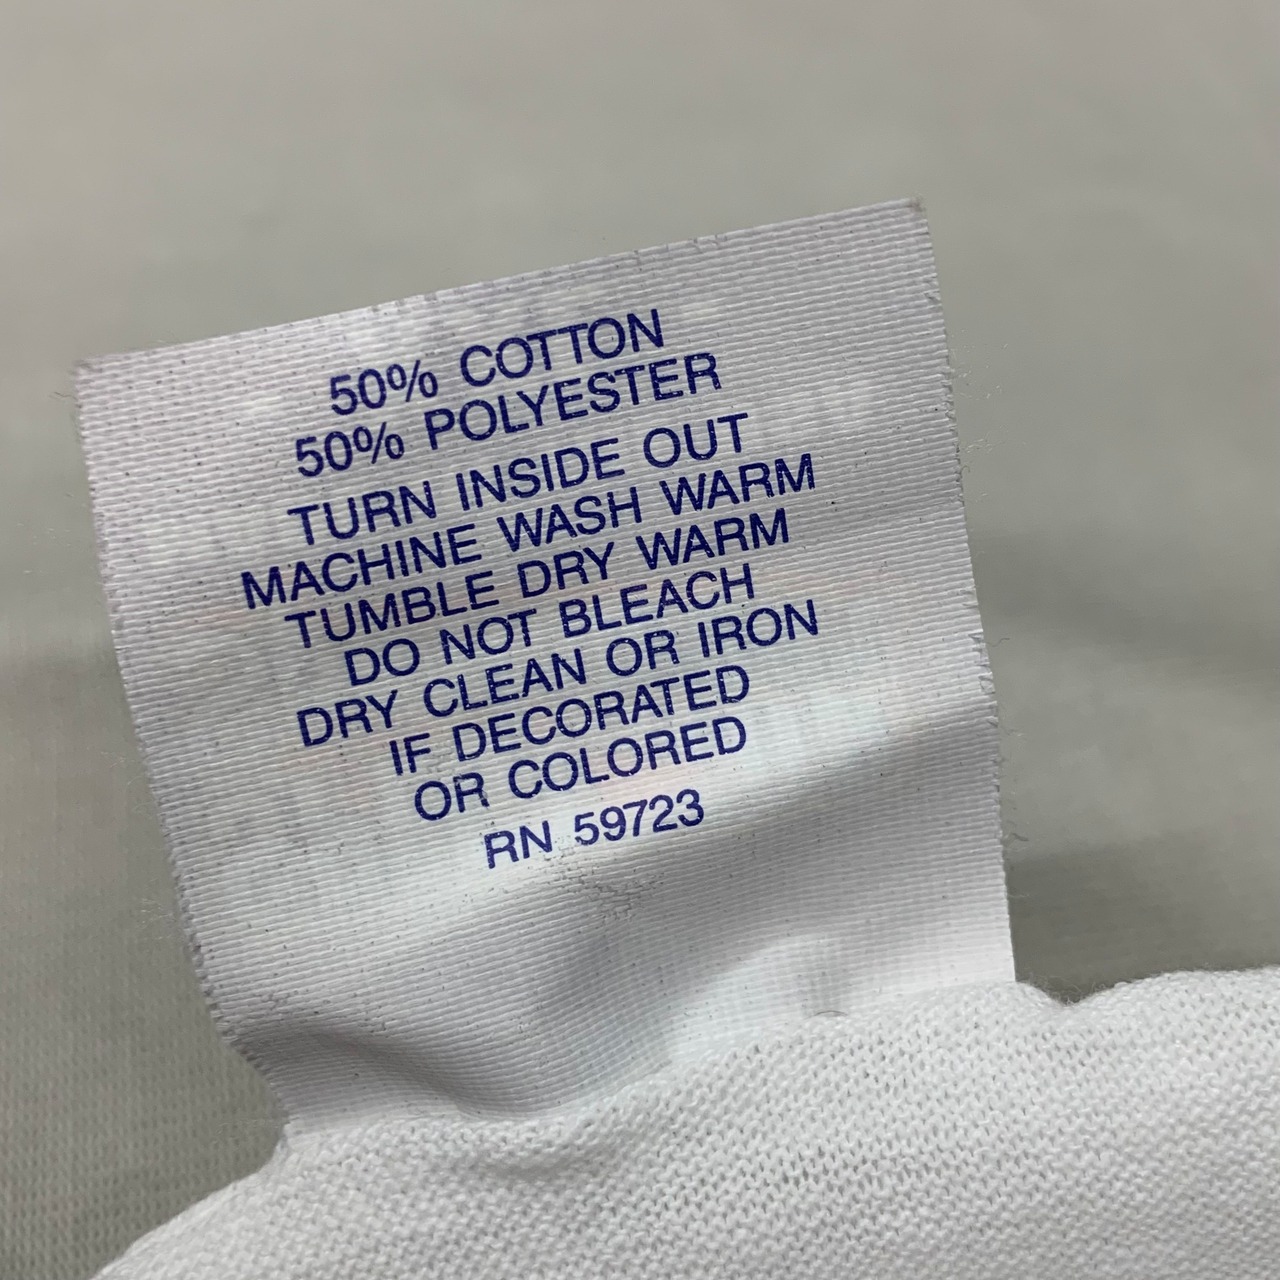 50% COTTON
50% POLYESTER
TURN INSIDE OUT
MACHINE WASH WARM
TUMBLE DRY WARM
DO NOT BLEACH
DRY CLEAN OR IRON
IF DECORATED
OR COLORED
RN 59723